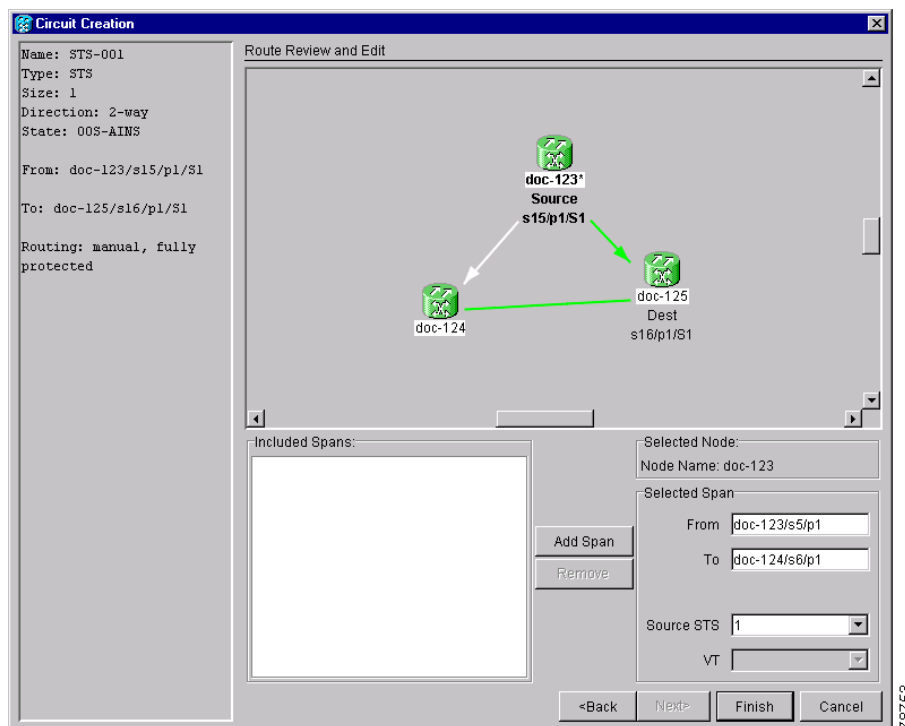 Circuit Creation
Name: STS-001
Type: STS
Size: 1
Direction: 2-way
State: OOS-AINS
From: doc-123/s15/p1/S1
To: doc-125/s16/p1/S1
Routing: manual, fully
protected
Route Review and Edit
doc-123*
Source
s15/p1/S1
doc-124
doc-125
Dest
s16/p1/S1
Included Spans:
Add Span
Remove
Selected Node:
Node Name: doc-123
Selected Span
From doc-123/s5/p1
To doc-124/s6/p1
Source STS 1
VT
<Back
Next>
Finish
Cancel